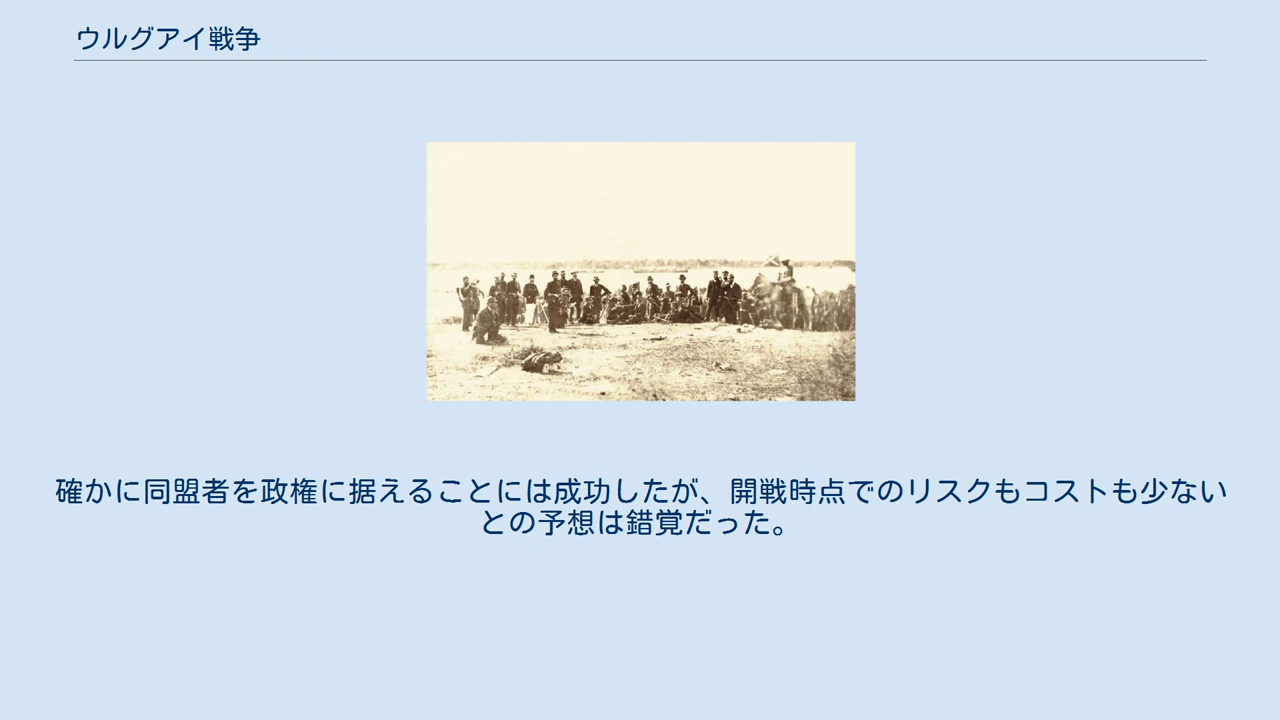 ウルグアイ戦争
確かに同盟者を政権に据えることには成功したが、開戦時点でのリスクもコストも少ない
との予想は錯覚だった。